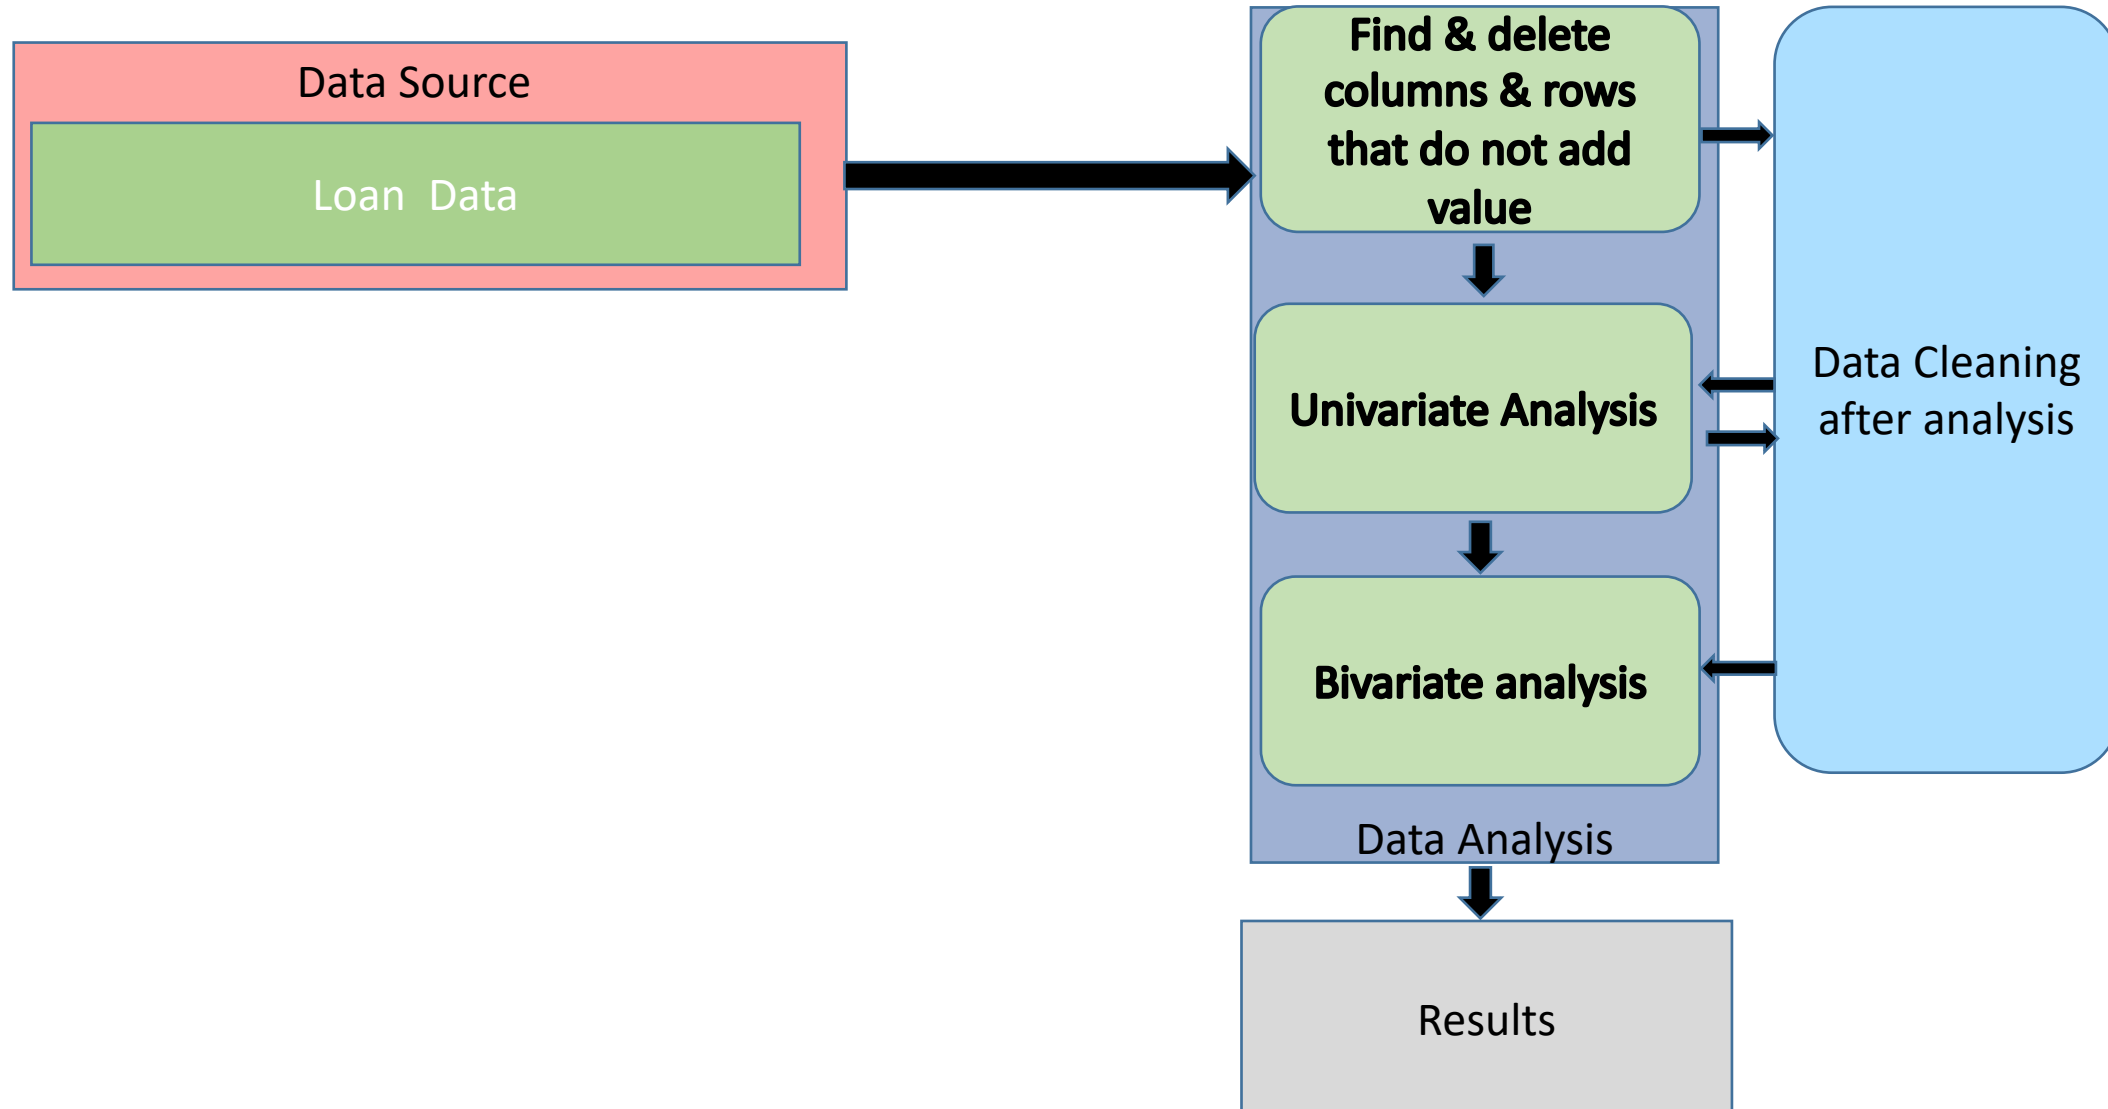 Data Source
Loan  Data
Find & delete
columns & rows
that do not add
value
Univariate Analysis
Bivariate analysis
Data Analysis
Data Cleaning
after analysis
Results